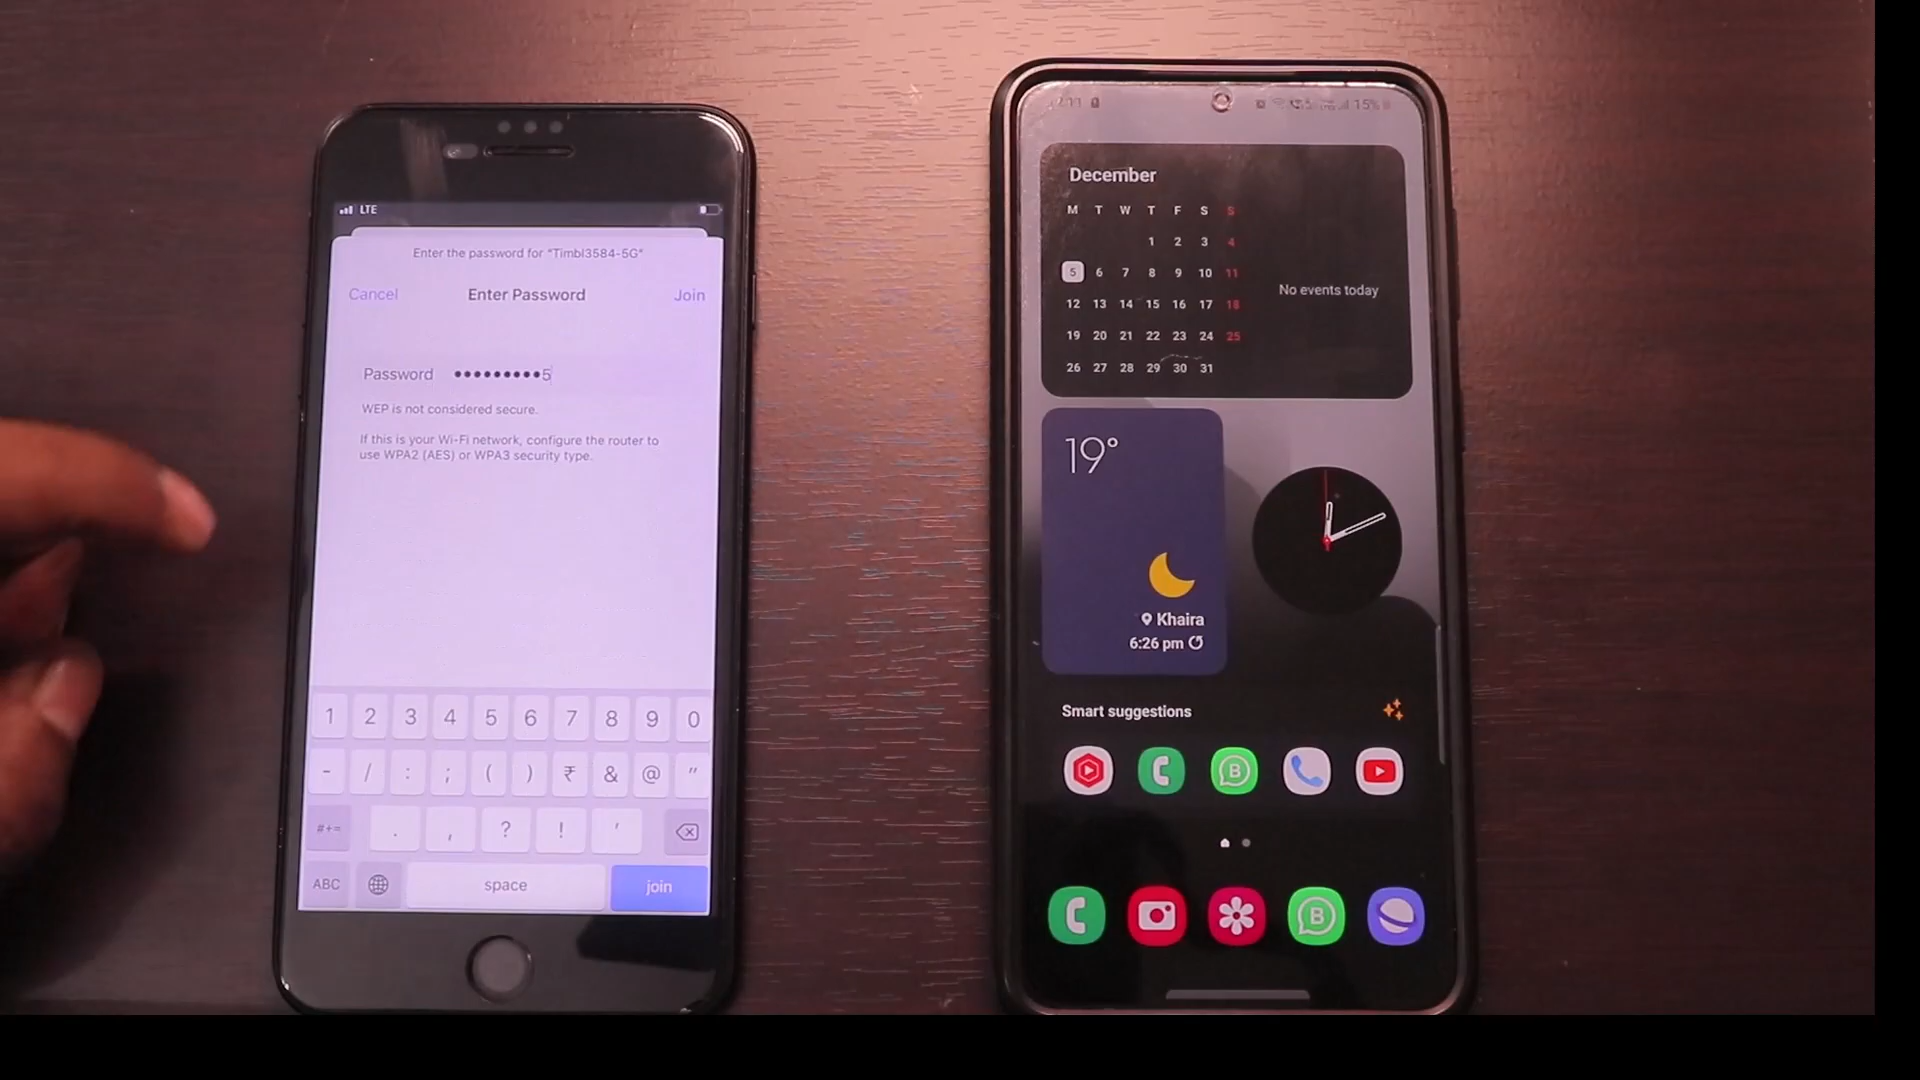 LTE
Enter the password for "Timbl3584-5G"
Cancel Enter Password Join
Password •••••••••5
WEP is not considered secure.
If this is your Wi-Fi network, configure the router to
use WPA2 (AES) or WPA3 security type.
1 2 3 4 5 6 7 8 9 0
- / : ; ( ) ₹ & @ "
#+= . , ? ! '
ABC space join
15%
December
M T W T F S S
1 2 3 4
5 6 7 8 9 10 11
12 13 14 15 16 17 18
19 20 21 22 23 24 25
26 27 28 29 30 31
No events today
19°
Khaira
6:26 pm
Smart suggestions
B
B